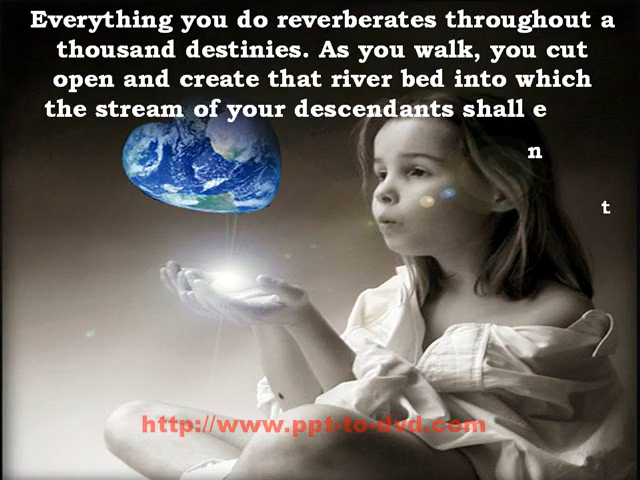 Everything you do reverberates throughout a
thousand destinies. As you walk, you cut
open and create that river bed into which
the stream of your descendants shall e
n
t
http://www.ppt-to-dvd.com